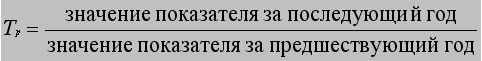 Tр = значение показателя за последующий год
значение показателя за предшествующий год